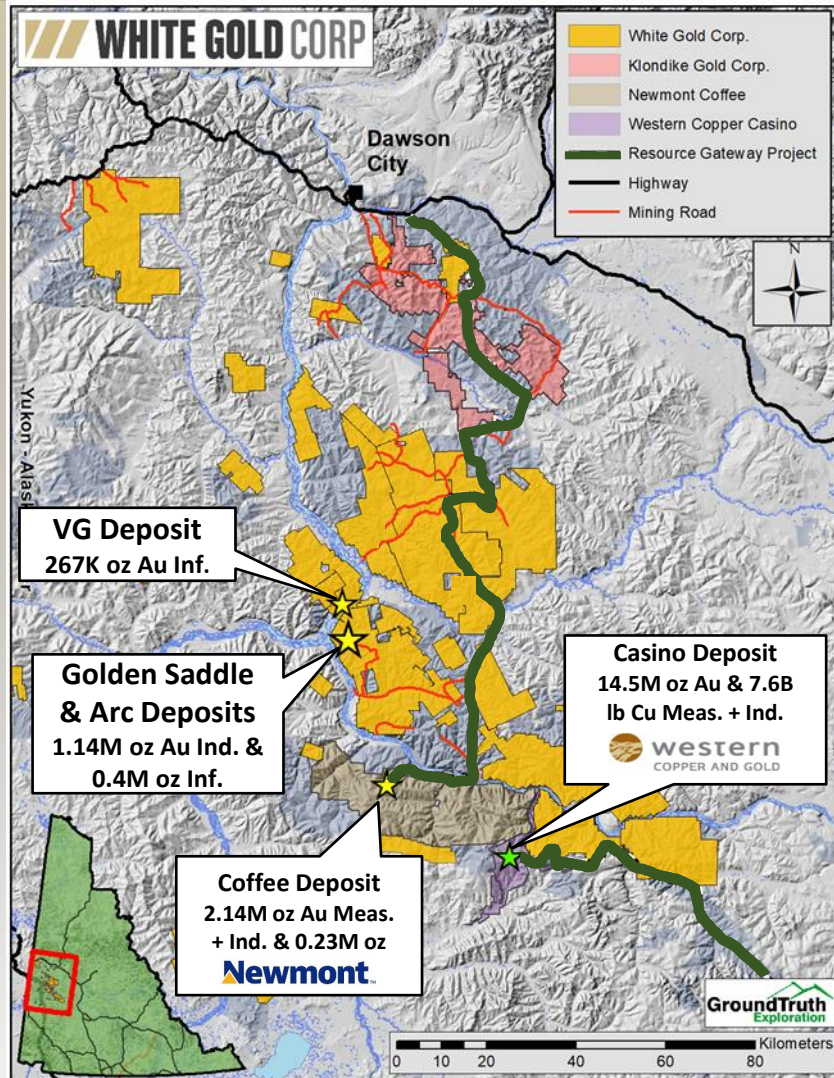 WHITE GOLD CORP
White Gold Corp.
Klondike Gold Corp.
Newmont Coffee
Western Copper Casino
Resource Gateway Project
Highway
Mining Road
N
Dawson
City
VG Deposit
267K oz Au Inf.
Golden Saddle
& Arc Deposits
1.14M oz Au Ind. &
0.4M oz Inf.
Casino Deposit
14.5M oz Au & 7.6B
lb Cu Meas. + Ind.
western
COPPER AND GOLD
Coffee Deposit
2.14M oz Au Meas.
+ Ind. & 0.23M oz
Newmont™
GroundTruth
Exploration
Kilometers
0 10 20 40 60 80
Yukon - Alas